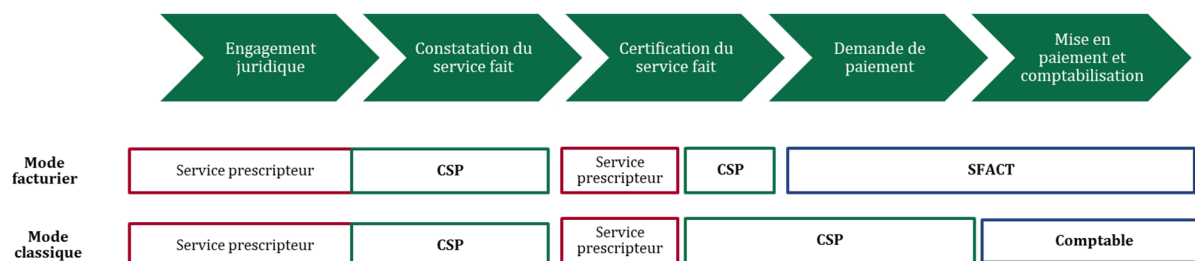 Engagement
juridique
Constatation du
service fait
Certification du
service fait
Demande de
paiement
Mise en
paiement et
comptabilisation
Mode
facturier
Service prescripteur
CSP
Service
prescripteur
CSP
SFACT
Mode
classique
Service prescripteur
CSP
Service
prescripteur
CSP
Comptable